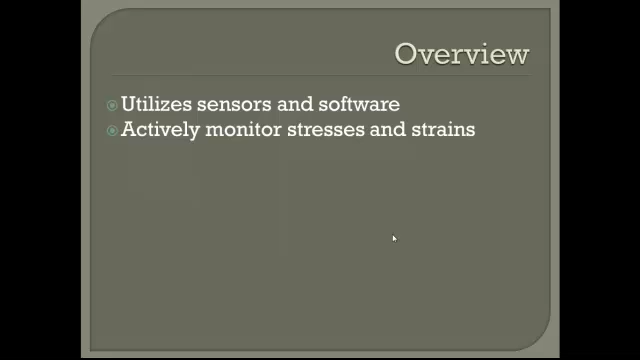 Overview
Utilizes sensors and software
Actively monitor stresses and strains